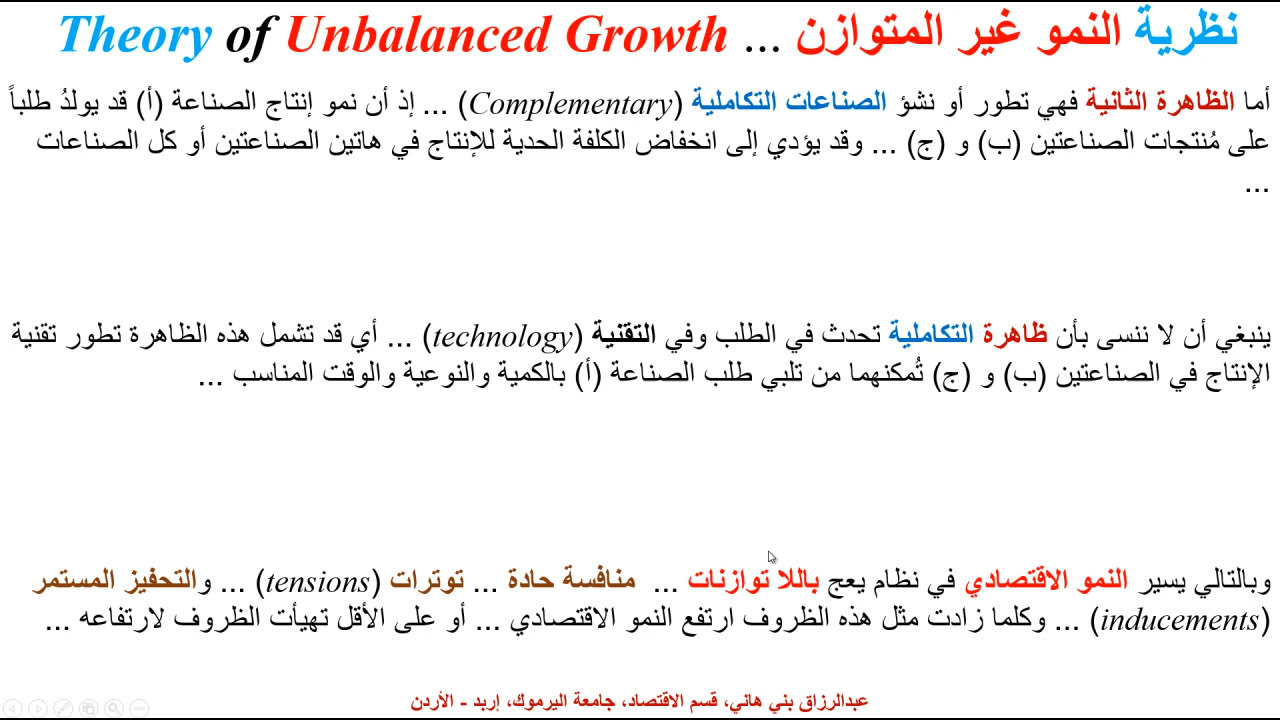 نظرية النمو غير المتوازن ... Theory of Unbalanced Growth
أما الظاهرة الثانية فهي تطور أو نشؤ الصناعات التكاملية (Complementary) ... إذ أن نمو إنتاج الصناعة (أ) قد يولدُ طلباً
على مُنتجات الصناعتين (ب) و (ج) ... وقد يؤدي إلى انخفاض الكلفة الحدية للإنتاج في هاتين الصناعتين أو كل الصناعات
...
ينبغي أن لا ننسى بأن ظاهرة التكاملية تحدث في الطلب وفي التقنية (technology) ... أي قد تشمل هذه الظاهرة تطور تقنية
الإنتاج في الصناعتين (ب) و (ج) تُمكنهما من تلبي طلب الصناعة (أ) بالكمية والنوعية والوقت المناسب ...
وبالتالي يسير النمو الاقتصادي في نظام يعج باللا توازنات ... منافسة حادة ... توترات (tensions) ... والتحفيز المستمر
(inducements) ... وكلما زادت مثل هذه الظروف ارتفع النمو الاقتصادي ... أو على الأقل تهيأت الظروف لارتفاعه ...
عبدالرزاق بني هاني، قسم الاقتصاد، جامعة اليرموك، إربد - الأردن